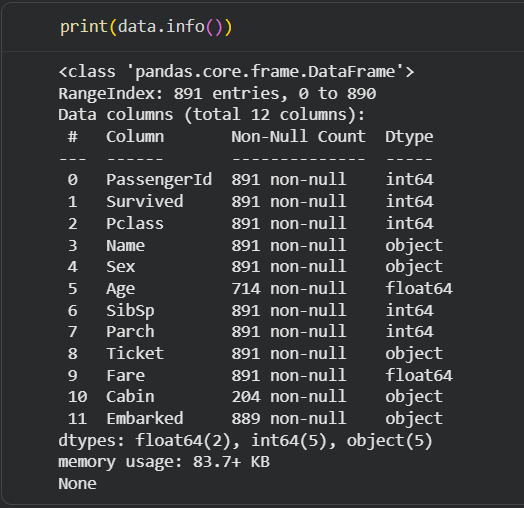 print(data.info())
<class 'pandas.core.frame.DataFrame'>
RangeIndex: 891 entries, 0 to 890
Data columns (total 12 columns):
 #   Column       Non-Null Count  Dtype
---  ------       --------------  -----
 0   PassengerId  891 non-null    int64
 1   Survived     891 non-null    int64
 2   Pclass       891 non-null    int64
 3   Name         891 non-null    object
 4   Sex          891 non-null    object
 5   Age          714 non-null    float64
 6   SibSp        891 non-null    int64
 7   Parch        891 non-null    int64
 8   Ticket       891 non-null    object
 9   Fare         891 non-null    float64
 10  Cabin        204 non-null    object
 11  Embarked     889 non-null    object
dtypes: float64(2), int64(5), object(5)
memory usage: 83.7+ KB
None